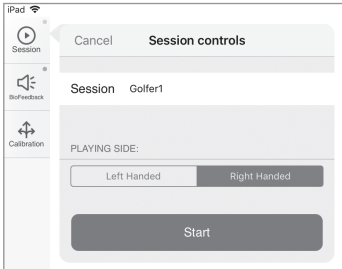 iPad
Session
BioFeedback
Calibration
Cancel Session controls
Session Golfer1
PLAYING SIDE:
Left Handed Right Handed
Start